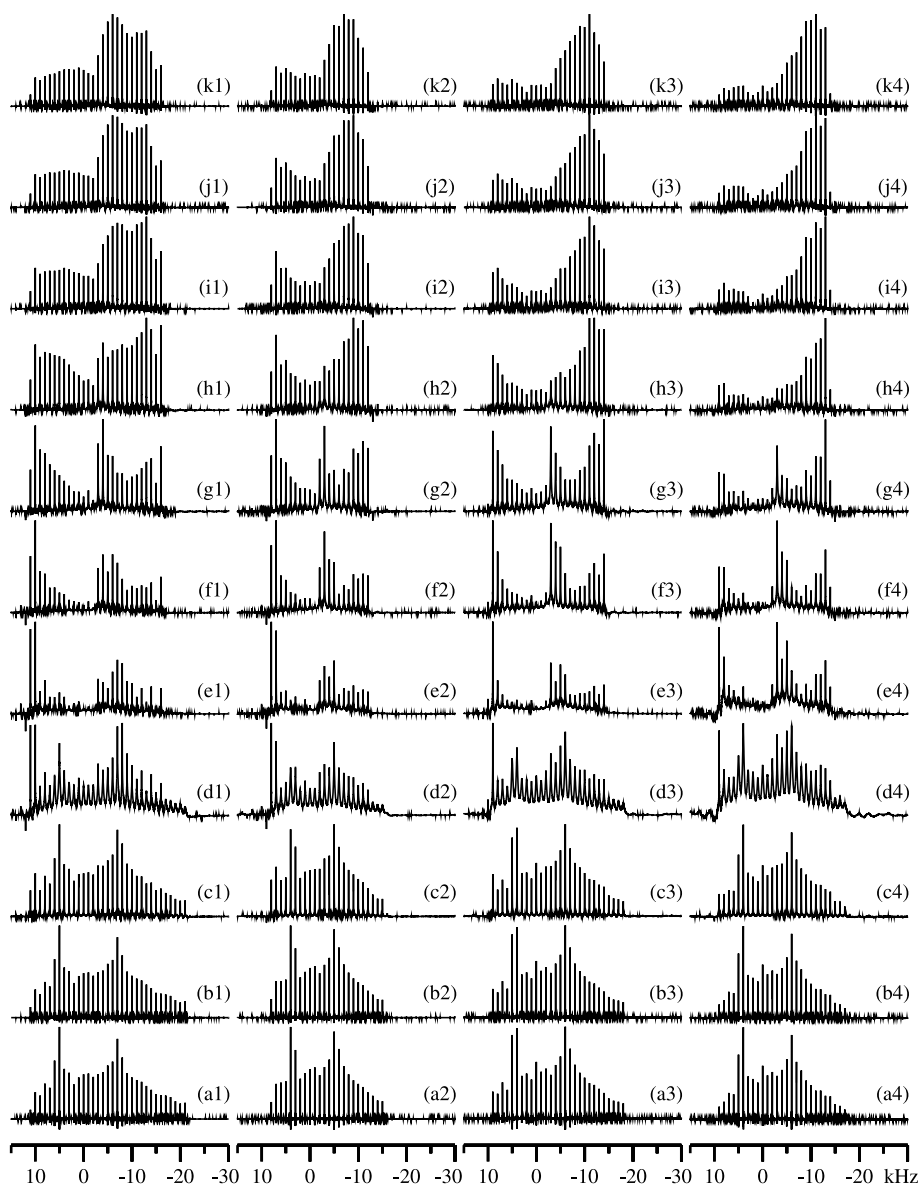 (k1) (k2) (k3) (k4)
(j1) (j2) (j3) (j4)
(i1) (i2) (i3) (i4)
(h1) (h2) (h3) (h4)
(g1) (g2) (g3) (g4)
(f1) (f2) (f3) (f4)
(e1) (e2) (e3) (e4)
(d1) (d2) (d3) (d4)
(c1) (c2) (c3) (c4)
(b1) (b2) (b3) (b4)
(a1) (a2) (a3) (a4)
10 0 -10 -20 -30 10 0 -10 -20 -30 10 0 -10 -20 -30 10 0 -10 -20 kHz